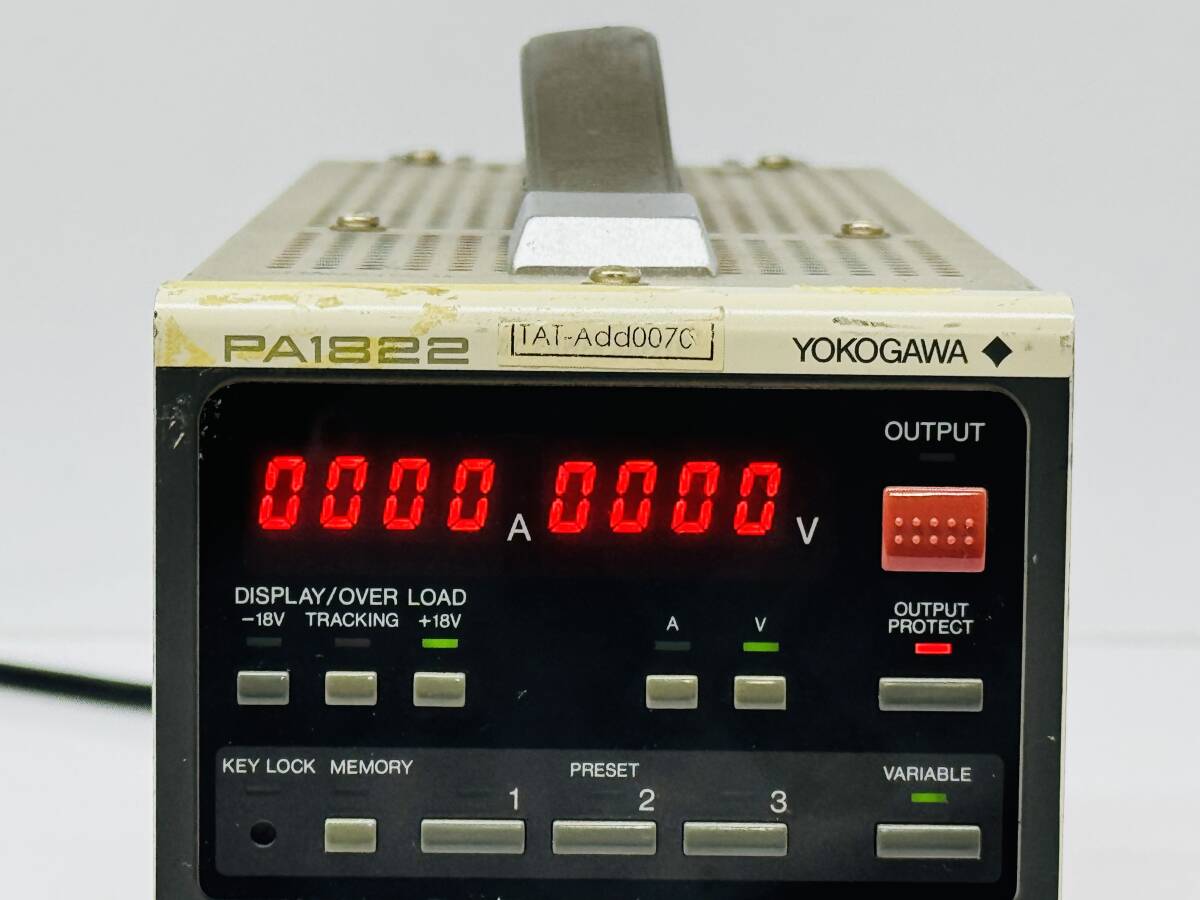 PA1822
TAT-Add0070
YOKOGAWA
OUTPUT
0000 A 0000 V
DISPLAY/OVER LOAD
-18V TRACKING +18V
A V
OUTPUT
PROTECT
KEY LOCK MEMORY PRESET VARIABLE
1 2 3